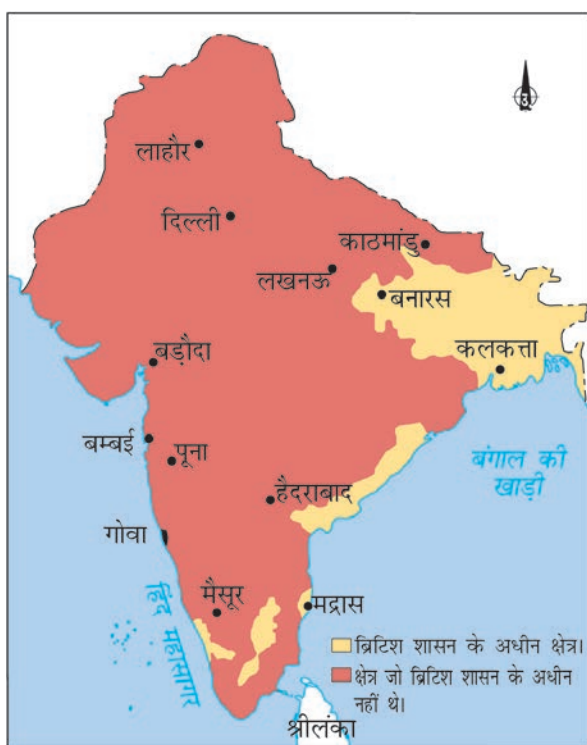 लाहौर
दिल्ली
काठमांडु
लखनऊ
बनारस
कलकत्ता
बड़ौदा
बम्बई
पूना
बंगाल की
खाड़ी
हैदराबाद
गोवा
मैसूर
मद्रास
हिंद महासागर
ब्रिटिश शासन के अधीन क्षेत्र।
क्षेत्र जो ब्रिटिश शासन के अधीन
नहीं थे।
श्रीलंका